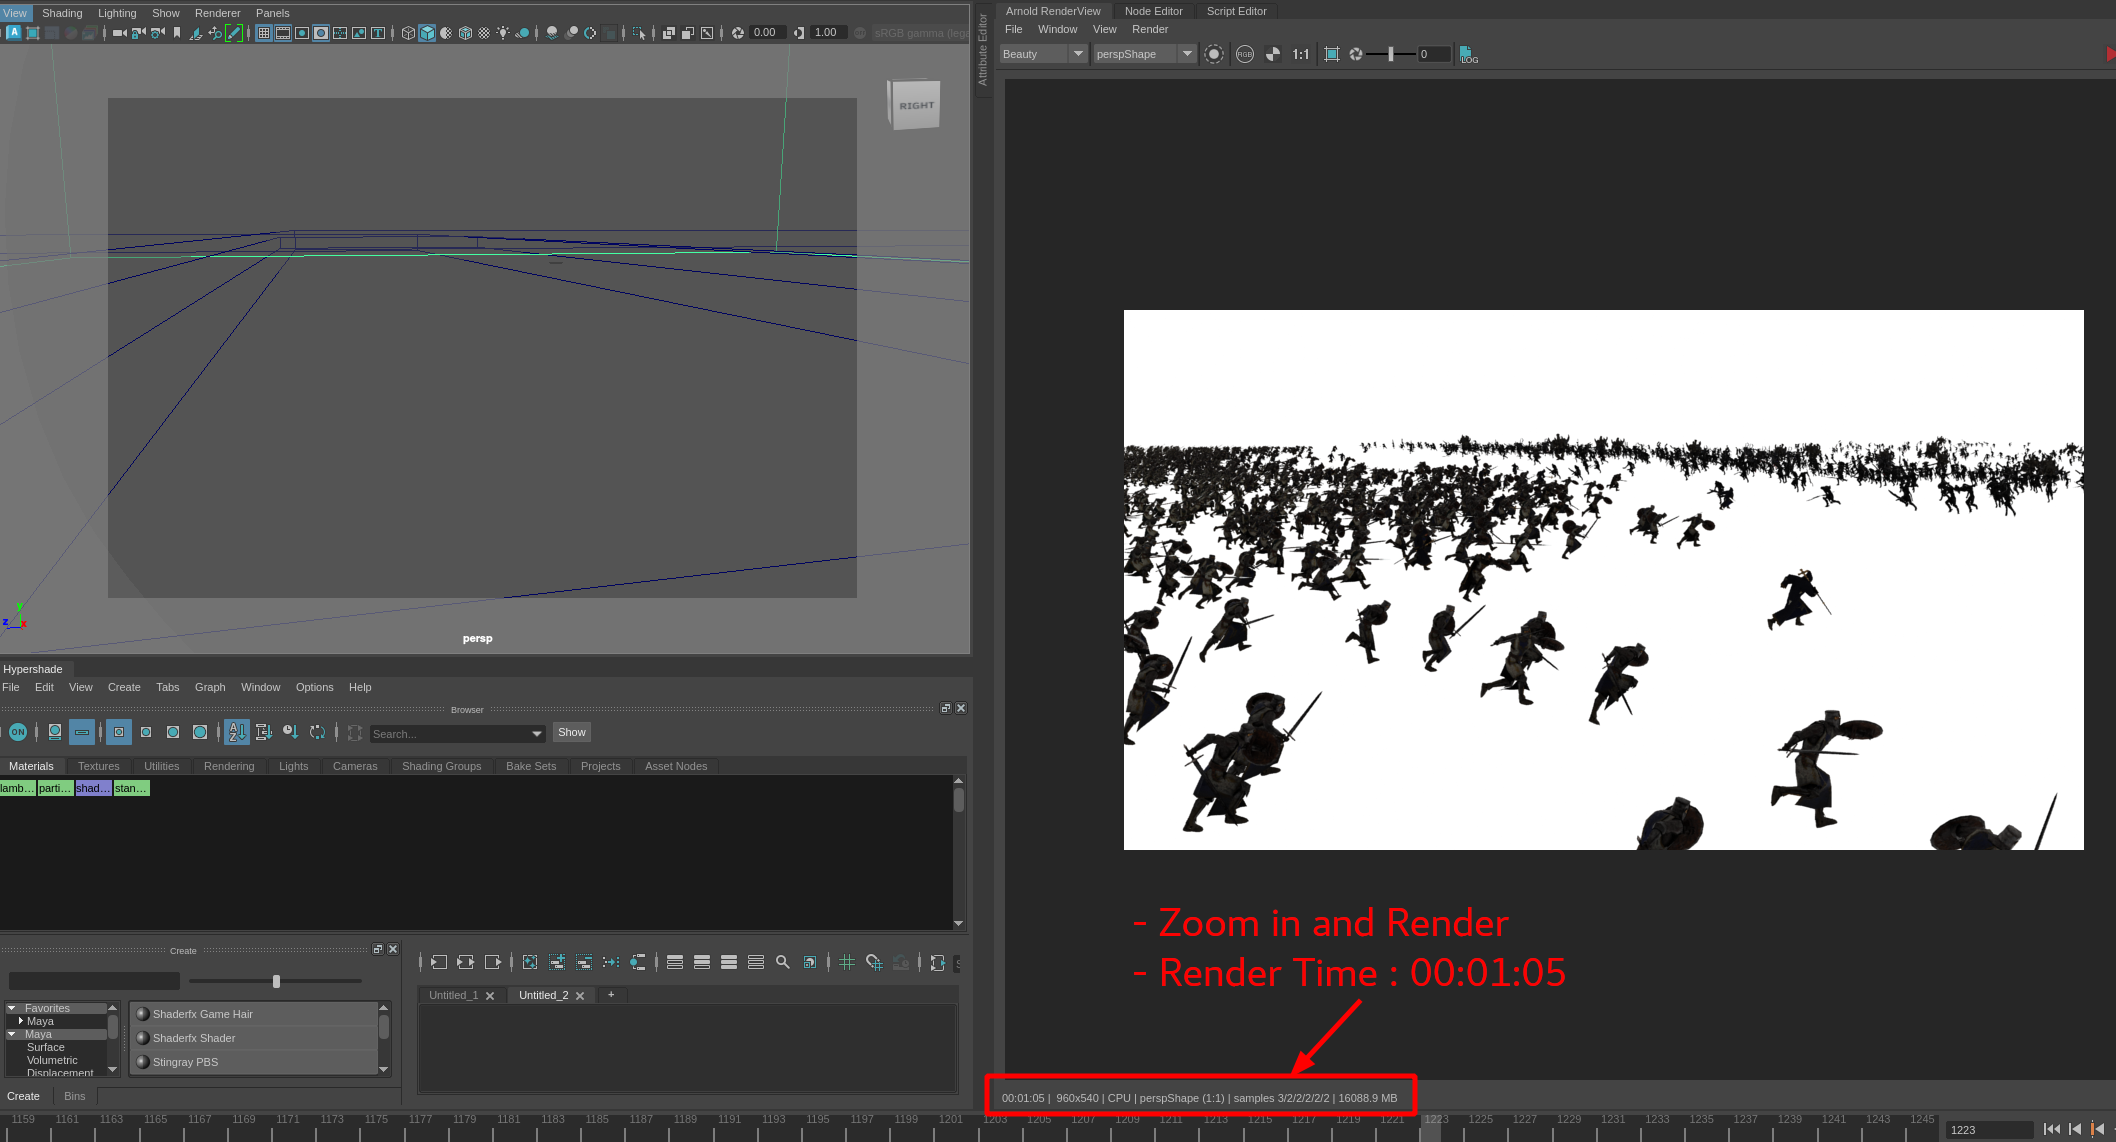 View Shading Lighting Show Renderer Panels
0.00 1.00 sRGB gamma (lega
RIGHT
persp
y
z
x
Hypershade
File Edit View Create Tabs Graph Window Options Help
Browser
ON
Search...
Show
Materials Textures Utilities Rendering Lights Cameras Shading Groups Bake Sets Projects Asset Nodes
lamb... parti... shad... stan...
Create
Favorites
Maya
Maya
Surface
Volumetric
Displacement
Shaderfx Game Hair
Shaderfx Shader
Stingray PBS
Create Bins
Untitled_1 Untitled_2 +
Attribute Editor
Arnold RenderView Node Editor Script Editor
File Window View Render
Beauty perspShape RGB 1:1 0 LOG
- Zoom in and Render
- Render Time : 00:01:05
00:01:05 | 960x540 | CPU | perspShape (1:1) | samples 3/2/2/2/2/2 | 16088.9 MB
1159 1161 1163 1165 1167 1169 1171 1173 1175 1177 1179 1181 1183 1185 1187 1189 1191 1193 1195 1197 1199 1201 1203 1205 1207 1209 1211 1213 1215 1217 1219 1221 1223 1225 1227 1229 1231 1233 1235 1237 1239 1241 1243 1245
1223